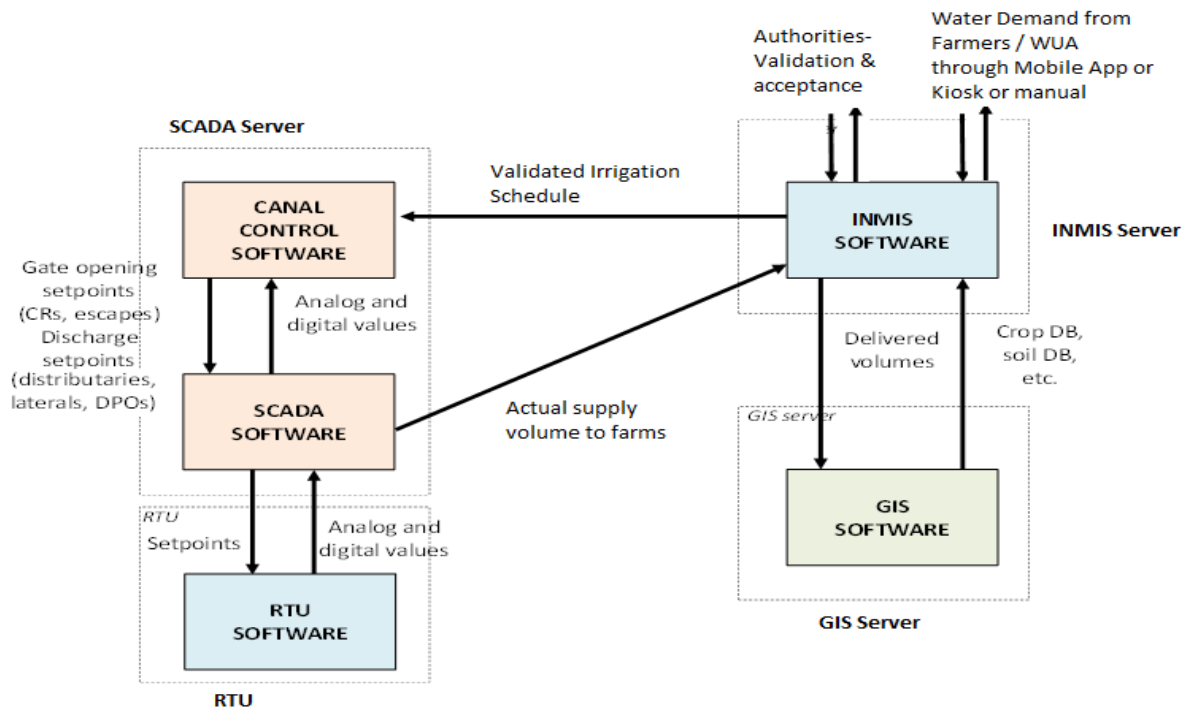 Authorities-
Validation &
acceptance
Water Demand from
Farmers / WUA
through Mobile App or
Kiosk or manual
SCADA Server
CANAL
CONTROL
SOFTWARE
Validated Irrigation
Schedule
INMIS
SOFTWARE
INMIS Server
Gate opening
setpoints
(CRs, escapes)
Discharge
setpoints
(distributaries,
laterals, DPOs)
Analog and
digital values
SCADA
SOFTWARE
Actual supply
volume to farms
Delivered
volumes
Crop DB,
soil DB,
etc.
GIS server
GIS
SOFTWARE
GIS Server
RTU
Setpoints
Analog and
digital values
RTU
SOFTWARE
RTU